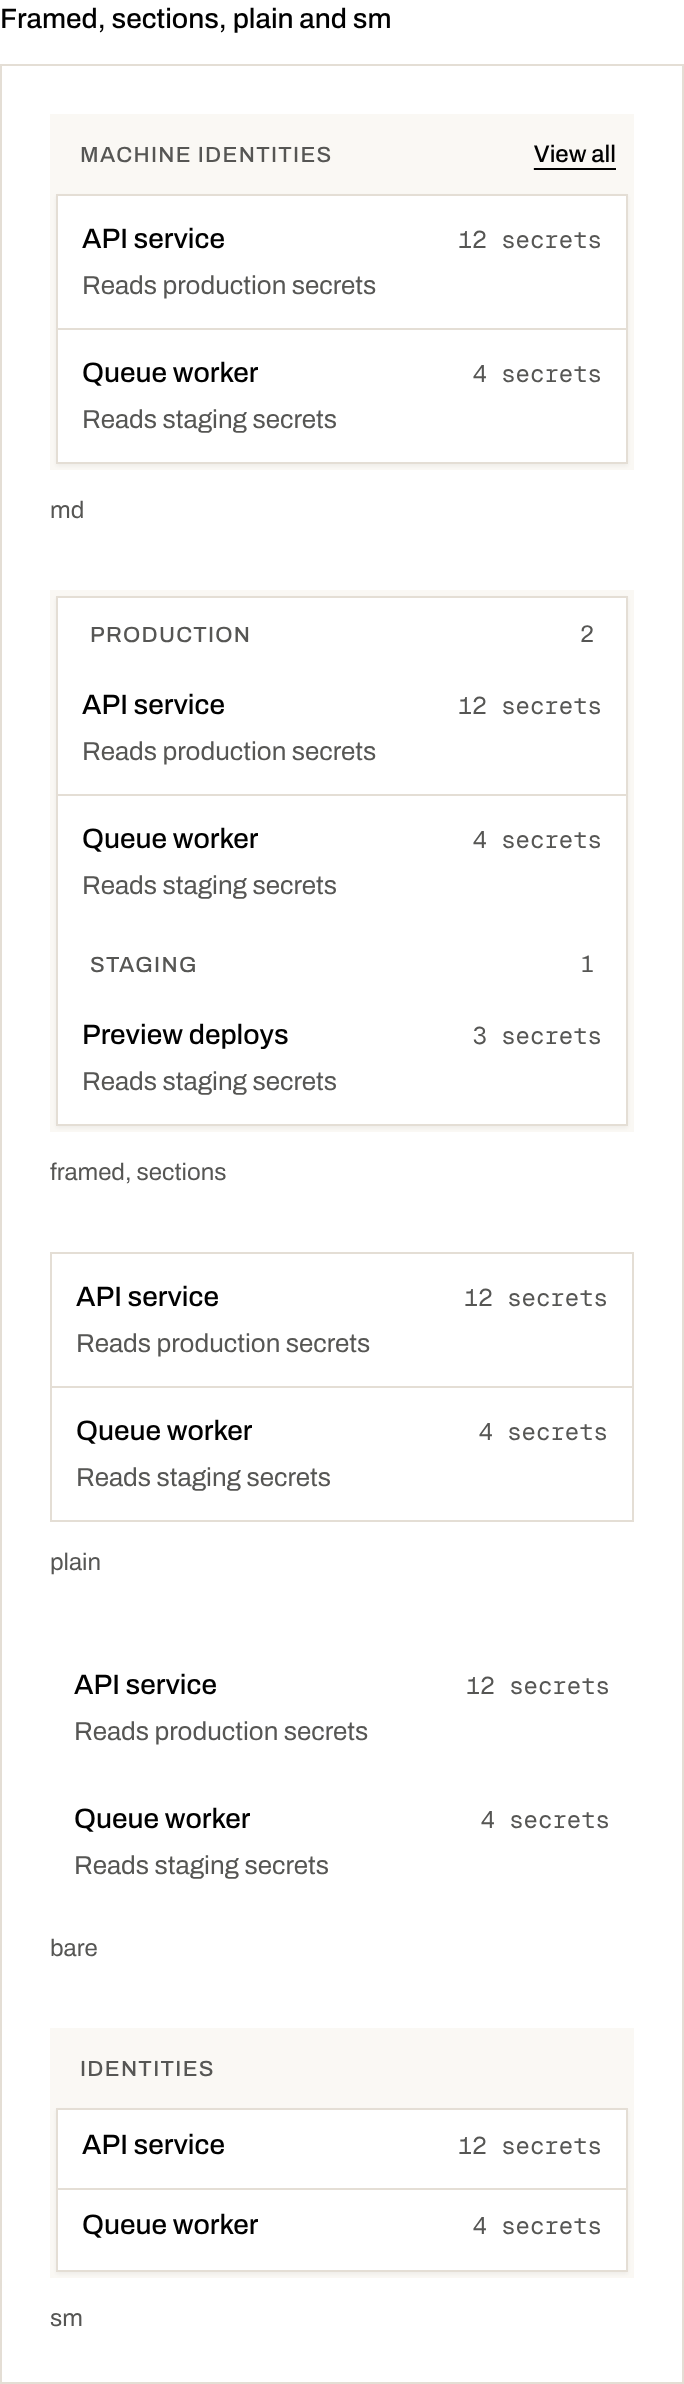 Framed, sections, plain and sm
MACHINE IDENTITIES View all
API service 12 secrets
Reads production secrets
Queue worker 4 secrets
Reads staging secrets
md
PRODUCTION 2
API service 12 secrets
Reads production secrets
Queue worker 4 secrets
Reads staging secrets
STAGING 1
Preview deploys 3 secrets
Reads staging secrets
framed, sections
API service 12 secrets
Reads production secrets
Queue worker 4 secrets
Reads staging secrets
plain
API service 12 secrets
Reads production secrets
Queue worker 4 secrets
Reads staging secrets
bare
IDENTITIES
API service 12 secrets
Queue worker 4 secrets
sm